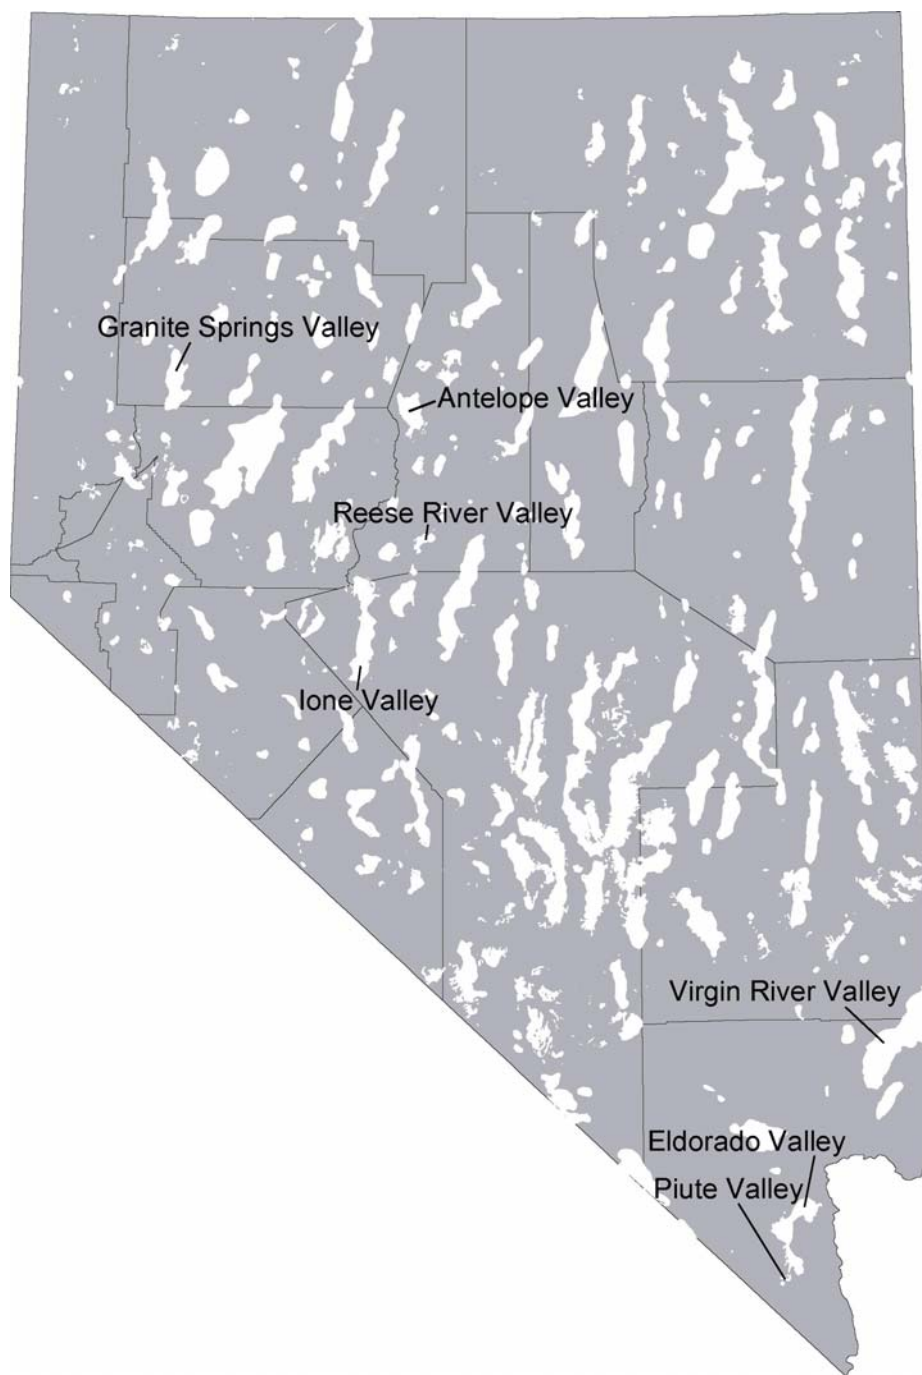 Granite Springs Valley
Antelope Valley
Reese River Valley
Ione Valley
Virgin River Valley
Eldorado Valley
Piute Valley